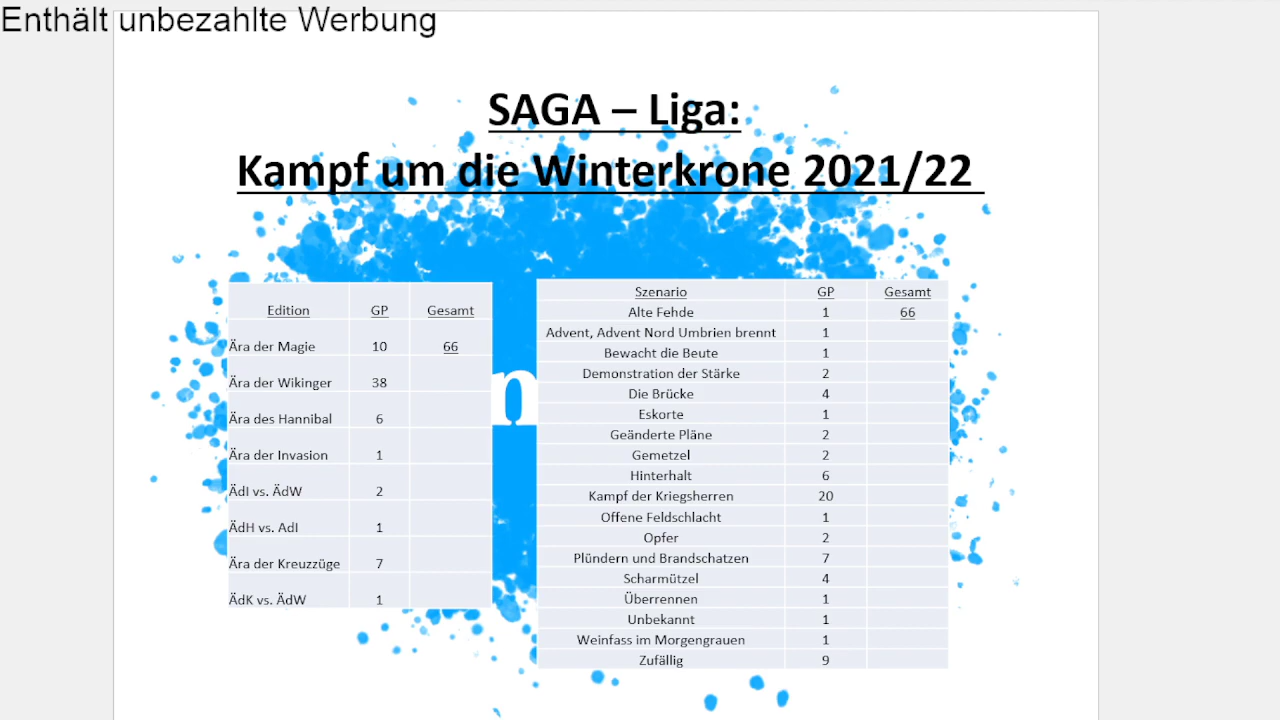 Enthält unbezahlte Werbung
SAGA – Liga:
Kampf um die Winterkrone 2021/22
Edition GP Gesamt
Ära der Magie 10 66
Ära der Wikinger 38
Ära des Hannibal 6
Ära der Invasion 1
ÄdI vs. ÄdW 2
ÄdH vs. AdI 1
Ära der Kreuzzüge 7
ÄdK vs. ÄdW 1
n
Szenario GP Gesamt
Alte Fehde 1 66
Advent, Advent Nord Umbrien brennt 1
Bewacht die Beute 1
Demonstration der Stärke 2
Die Brücke 4
Eskorte 1
Geänderte Pläne 2
Gemetzel 2
Hinterhalt 6
Kampf der Kriegsherren 20
Offene Feldschlacht 1
Opfer 2
Plündern und Brandschatzen 7
Scharmützel 4
Überrennen 1
Unbekannt 1
Weinfass im Morgengrauen 1
Zufällig 9